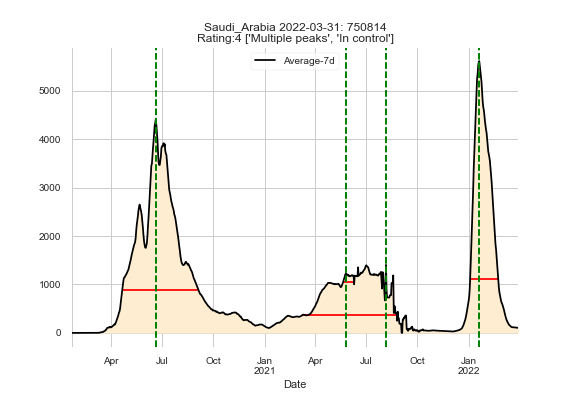 Saudi_Arabia 2022-03-31: 750814
Rating:4 ['Multiple peaks', 'In control']
Average-7d
5000
4000
3000
2000
1000
0
Apr Jul Oct Jan Apr Jul Oct Jan
2021 2022
Date